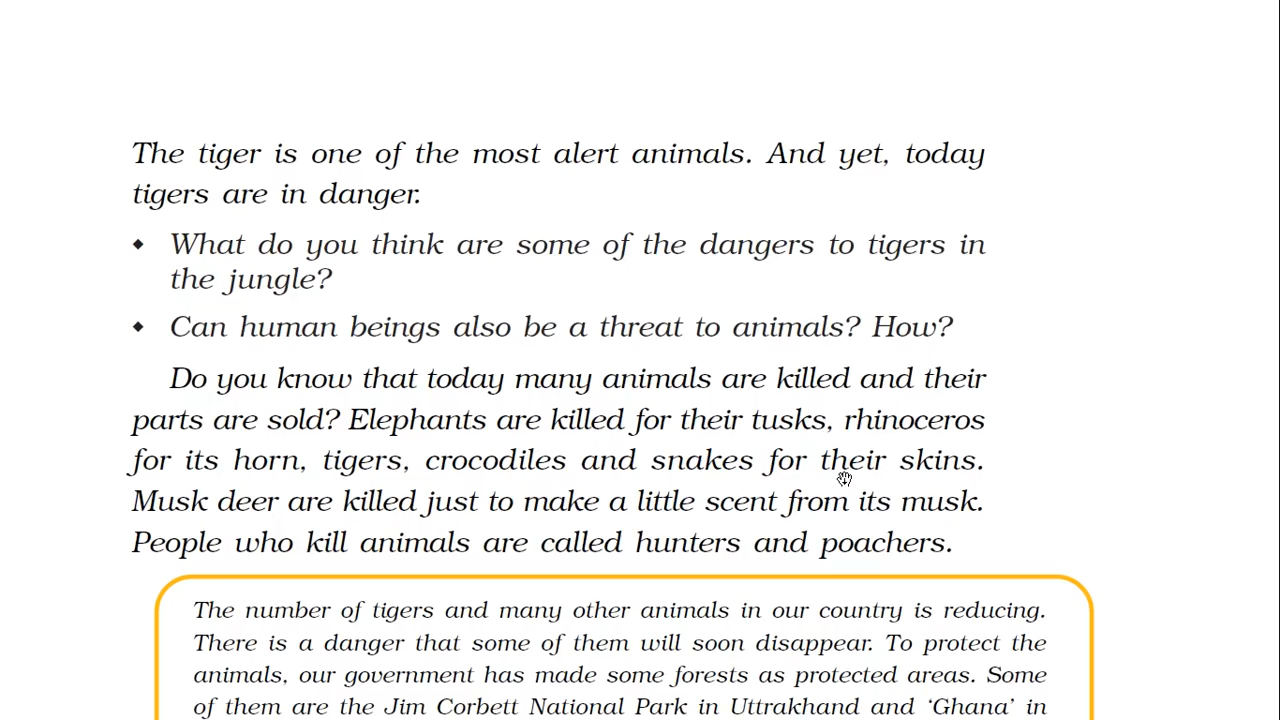 The tiger is one of the most alert animals. And yet, today
tigers are in danger.
◆ What do you think are some of the dangers to tigers in
the jungle?
◆ Can human beings also be a threat to animals? How?
Do you know that today many animals are killed and their
parts are sold? Elephants are killed for their tusks, rhinoceros
for its horn, tigers, crocodiles and snakes for their skins.
Musk deer are killed just to make a little scent from its musk.
People who kill animals are called hunters and poachers.
The number of tigers and many other animals in our country is reducing.
There is a danger that some of them will soon disappear. To protect the
animals, our government has made some forests as protected areas. Some
of them are the Jim Corbett National Park in Uttrakhand and ‘Ghana’ in